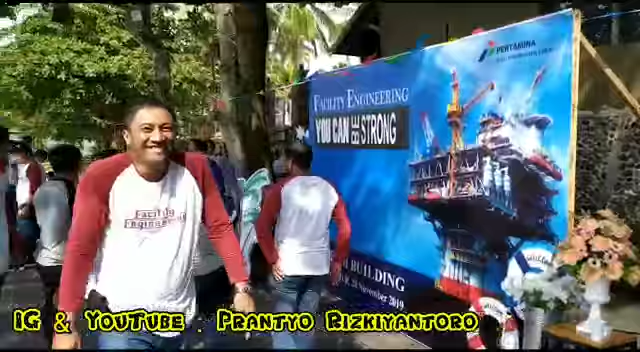 PERTAMINA
FACILITY ENGINEERING
YOU CAN BE STRONG
Facility
Engineering
BUILDING
November 2019
IG & YouTube . Prantyo Rizkiyantoro